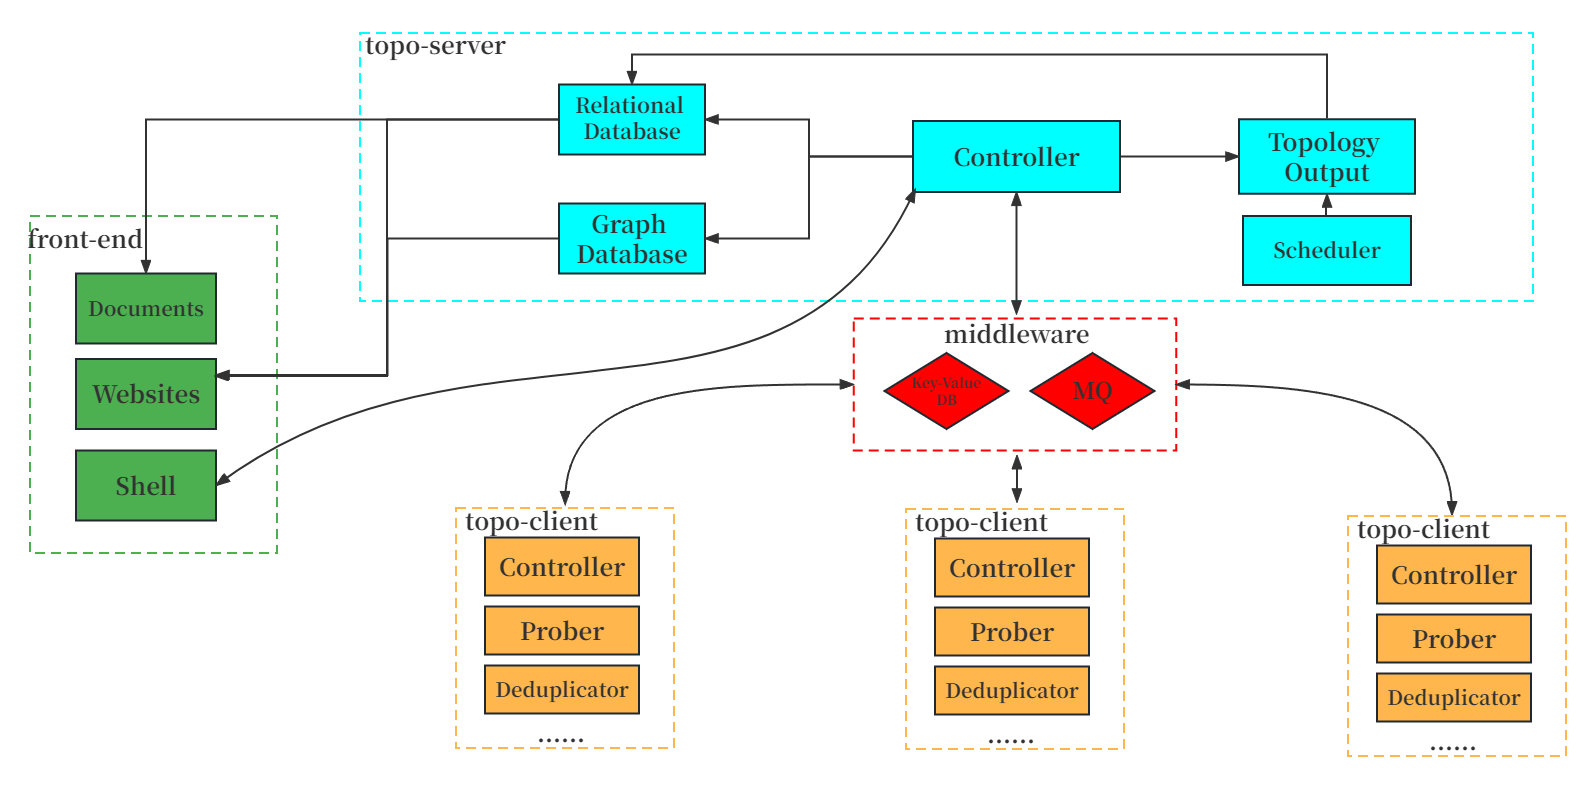 topo-server
Relational
Database
Controller
Topology
Output
Graph
Database
Scheduler
front-end
Documents
Websites
Shell
middleware
Key-Value
DB
MQ
topo-client
Controller
Prober
Deduplicator
......
topo-client
Controller
Prober
Deduplicator
......
topo-client
Controller
Prober
Deduplicator
......